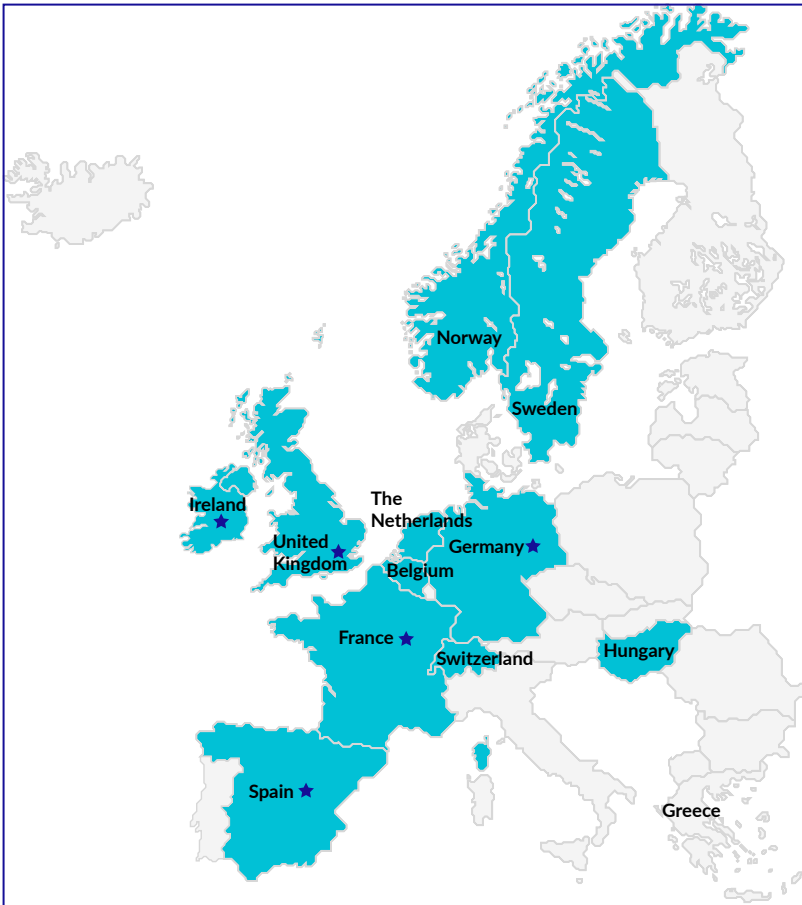 Norway
Sweden
The
Netherlands
Ireland
United
Kingdom
Germany
Belgium
France
Switzerland
Hungary
Spain
Greece